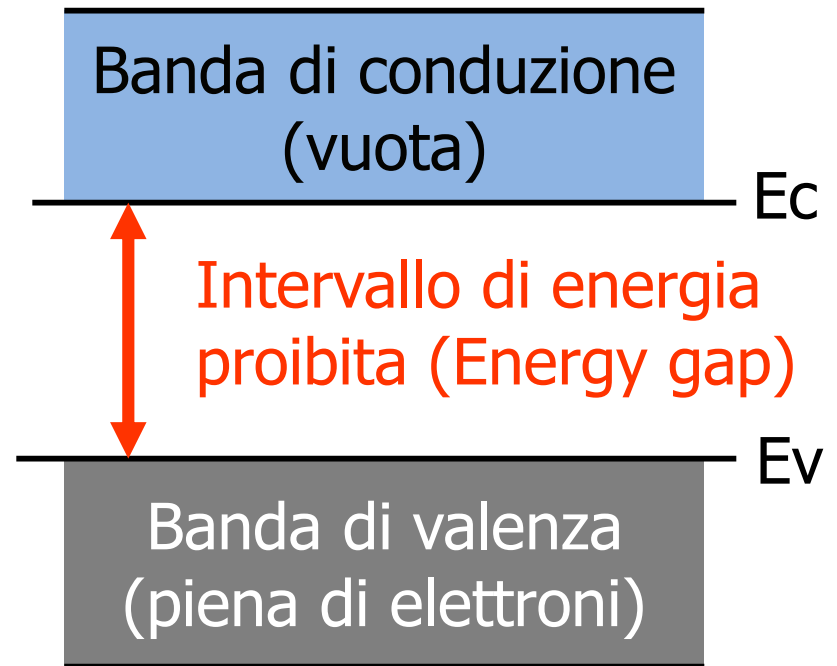 Banda di conduzione
(vuota)
Ec
Intervallo di energia
proibita (Energy gap)
Ev
Banda di valenza
(piena di elettroni)